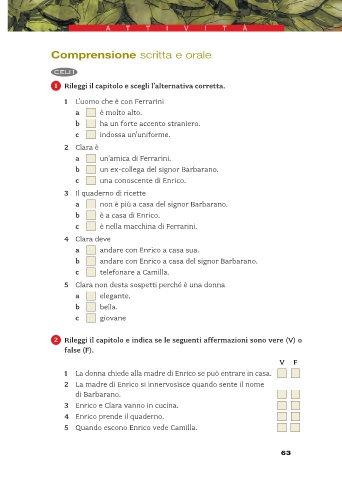 ATTIVITÀ
Comprensione scritta e orale
CELI 1
1 Rileggi il capitolo e scegli l'alternativa corretta.
1 L'uomo che è con Ferrarini
a è molto alto.
b ha un forte accento straniero.
c indossa un'uniforme.
2 Clara è
a un'amica di Ferrarini.
b un ex-collega del signor Barbarano.
c una conoscente di Enrico.
3 Il quaderno di ricette
a non è più a casa del signor Barbarano.
b è a casa di Enrico.
c è nella macchina di Ferrarini.
4 Clara deve
a andare con Enrico a casa sua.
b andare con Enrico a casa del signor Barbarano.
c telefonare a Camilla.
5 Clara non desta sospetti perché è una donna
a elegante.
b bella.
c giovane
2 Rileggi il capitolo e indica se le seguenti affermazioni sono vere (V) o
false (F).
V F
1 La donna chiede alla madre di Enrico se può entrare in casa.
2 La madre di Enrico si innervosisce quando sente il nome
di Barbarano.
3 Enrico e Clara vanno in cucina.
4 Enrico prende il quaderno.
5 Quando escono Enrico vede Camilla.
63